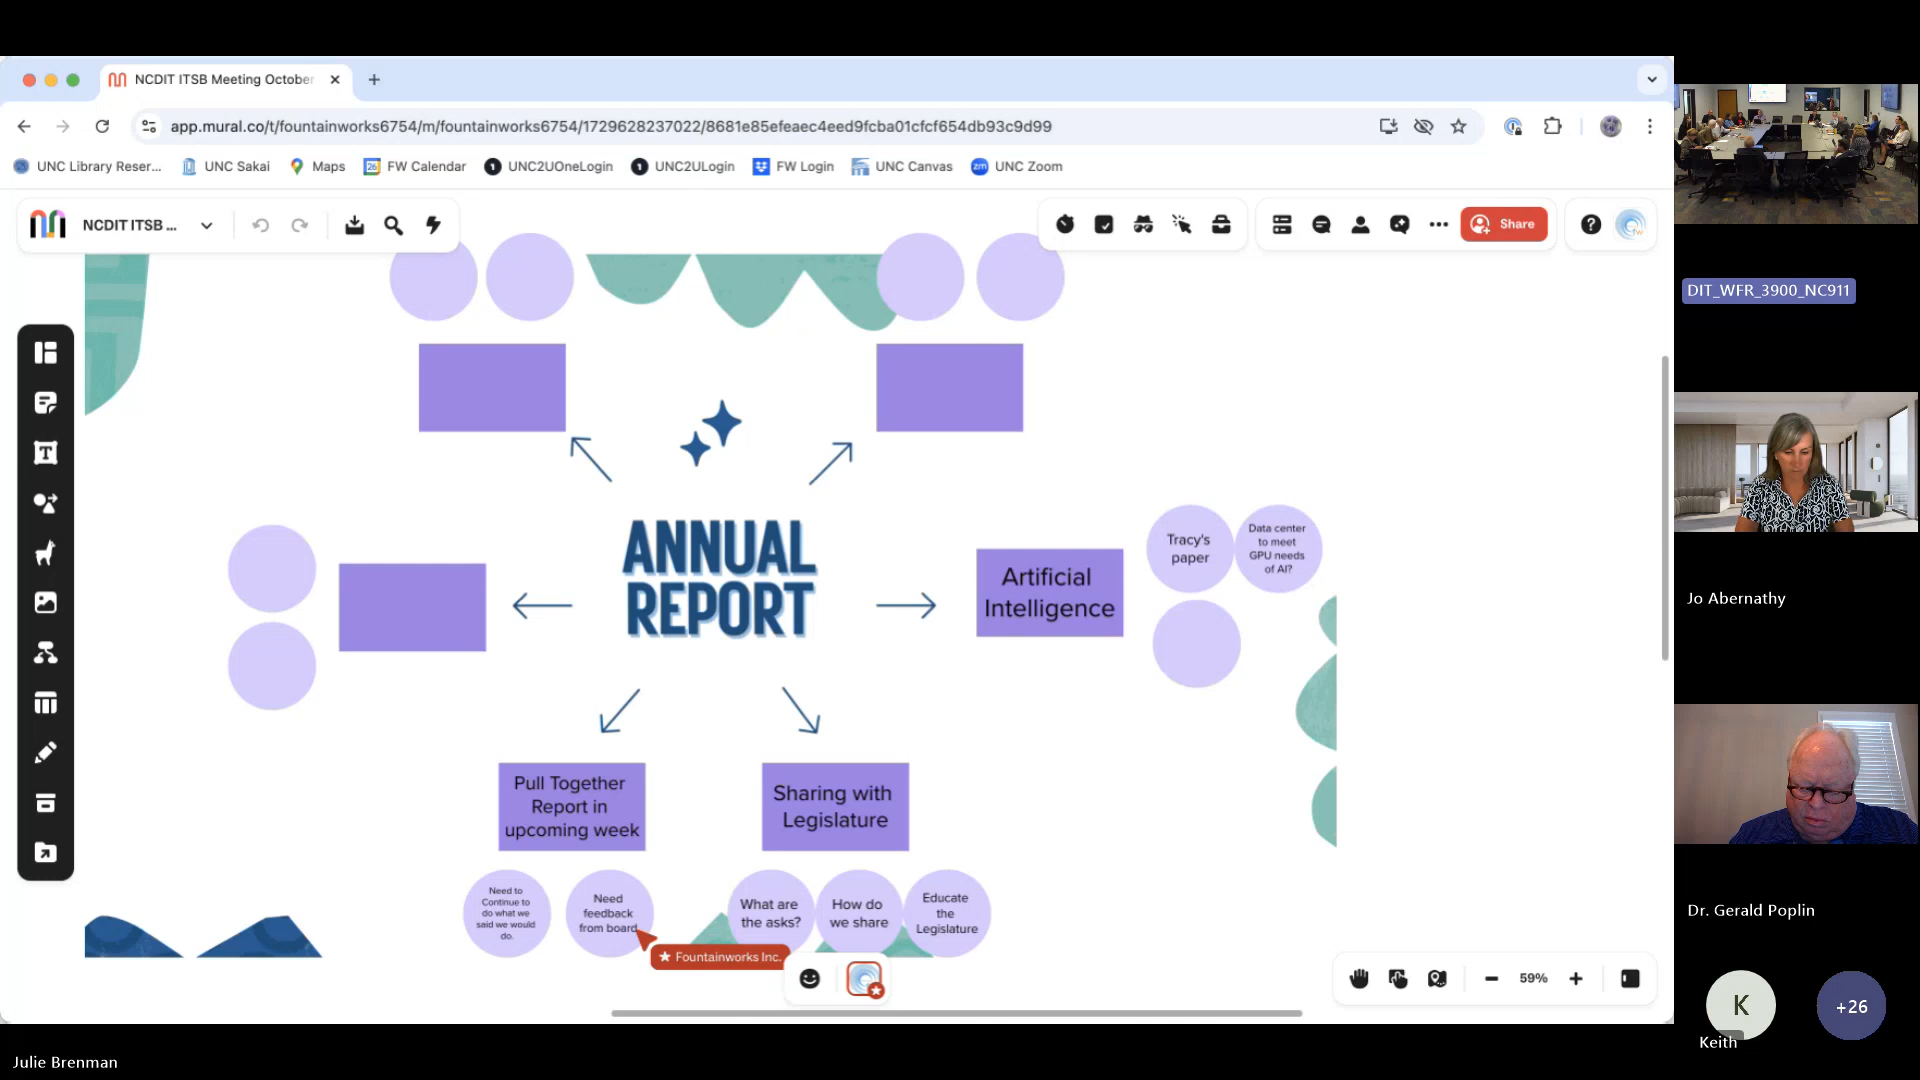 NCDIT ITSB Meeting October
app.mural.co/t/fountainworks6754/m/fountainworks6754/1729628237022/8681e85efeaec4eed9fcba01cfcf654db93c9d99
UNC Library Reser...
UNC Sakai
Maps
26
FW Calendar
1
UNC2UOneLogin
1
UNC2ULogin
FW Login
UNC Canvas
zm
UNC Zoom
NCDIT ITSB ...
Share
DIT_WFR_3900_NC911
ANNUAL
REPORT
Artificial
Intelligence
Tracy's
paper
Data center
to meet
GPU needs
of AI?
Jo Abernathy
Pull Together
Report in
upcoming week
Sharing with
Legislature
Need to
Continue to
do what we
said we would
do.
Need
feedback
from board
What are
the asks?
How do
we share
Educate
the
Legislature
Fountainworks Inc.
59%
Dr. Gerald Poplin
K
Keith
+26
Julie Brenman